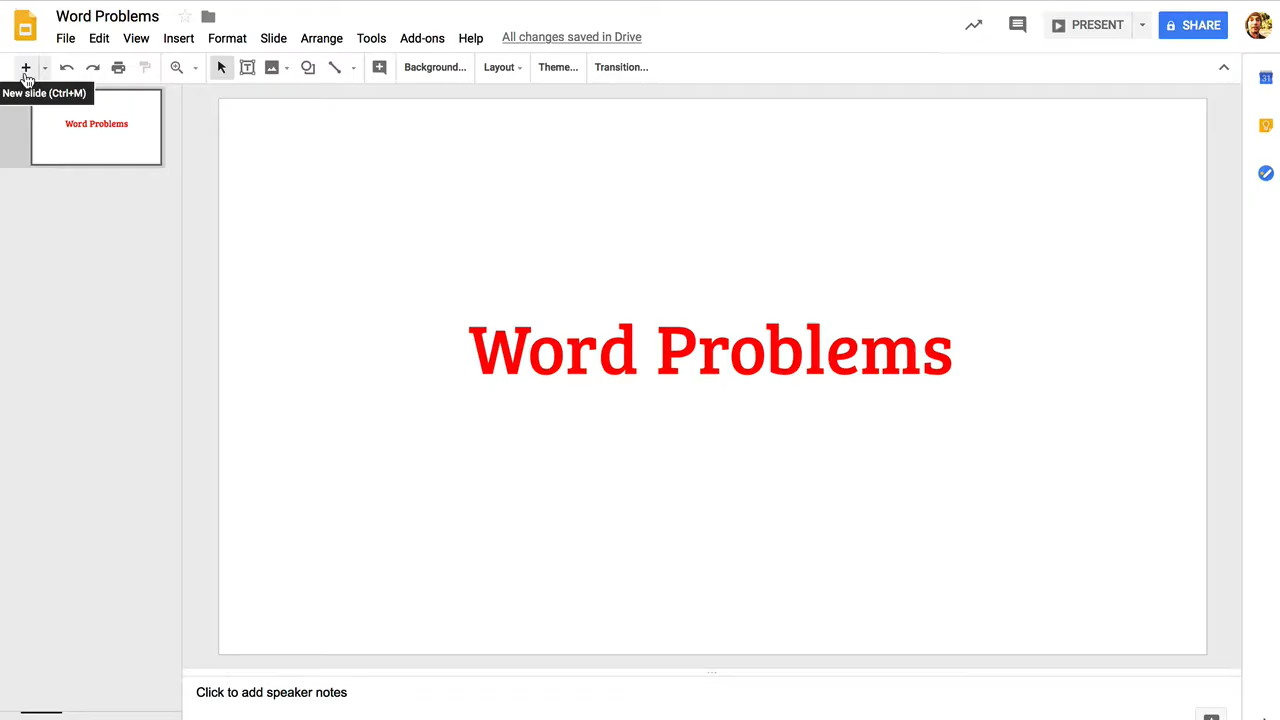 Word Problems
File Edit View Insert Format Slide Arrange Tools Add-ons Help All changes saved in Drive
PRESENT
SHARE
Background... Layout Theme... Transition...
31
New slide (Ctrl+M)
Word Problems
Word Problems
Click to add speaker notes